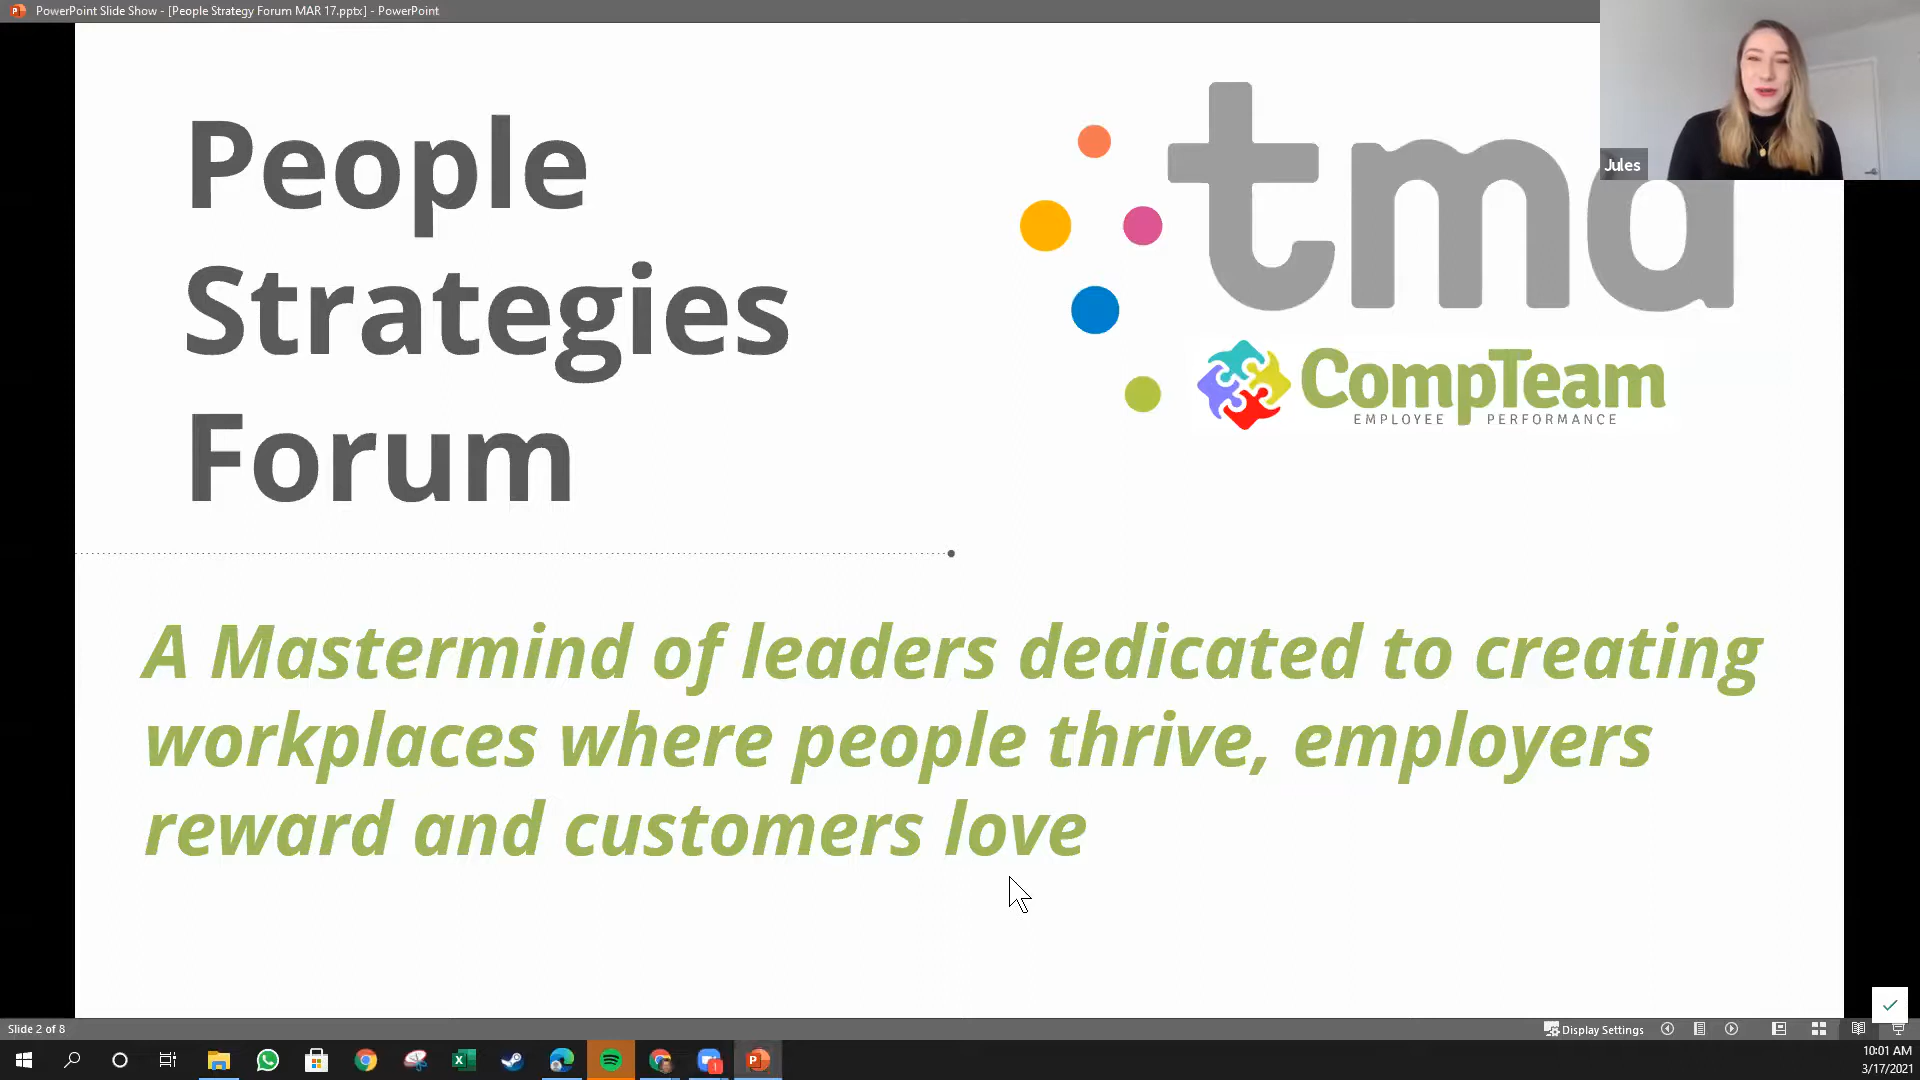 PowerPoint Slide Show - [People Strategy Forum MAR 17.pptx] - PowerPoint
People
Strategies
Forum
tma
Jules
CompTeam
EMPLOYEE PERFORMANCE
A Mastermind of leaders dedicated to creating
workplaces where people thrive, employers
reward and customers love
Slide 2 of 8
Display Settings
1
10:01 AM
3/17/2021